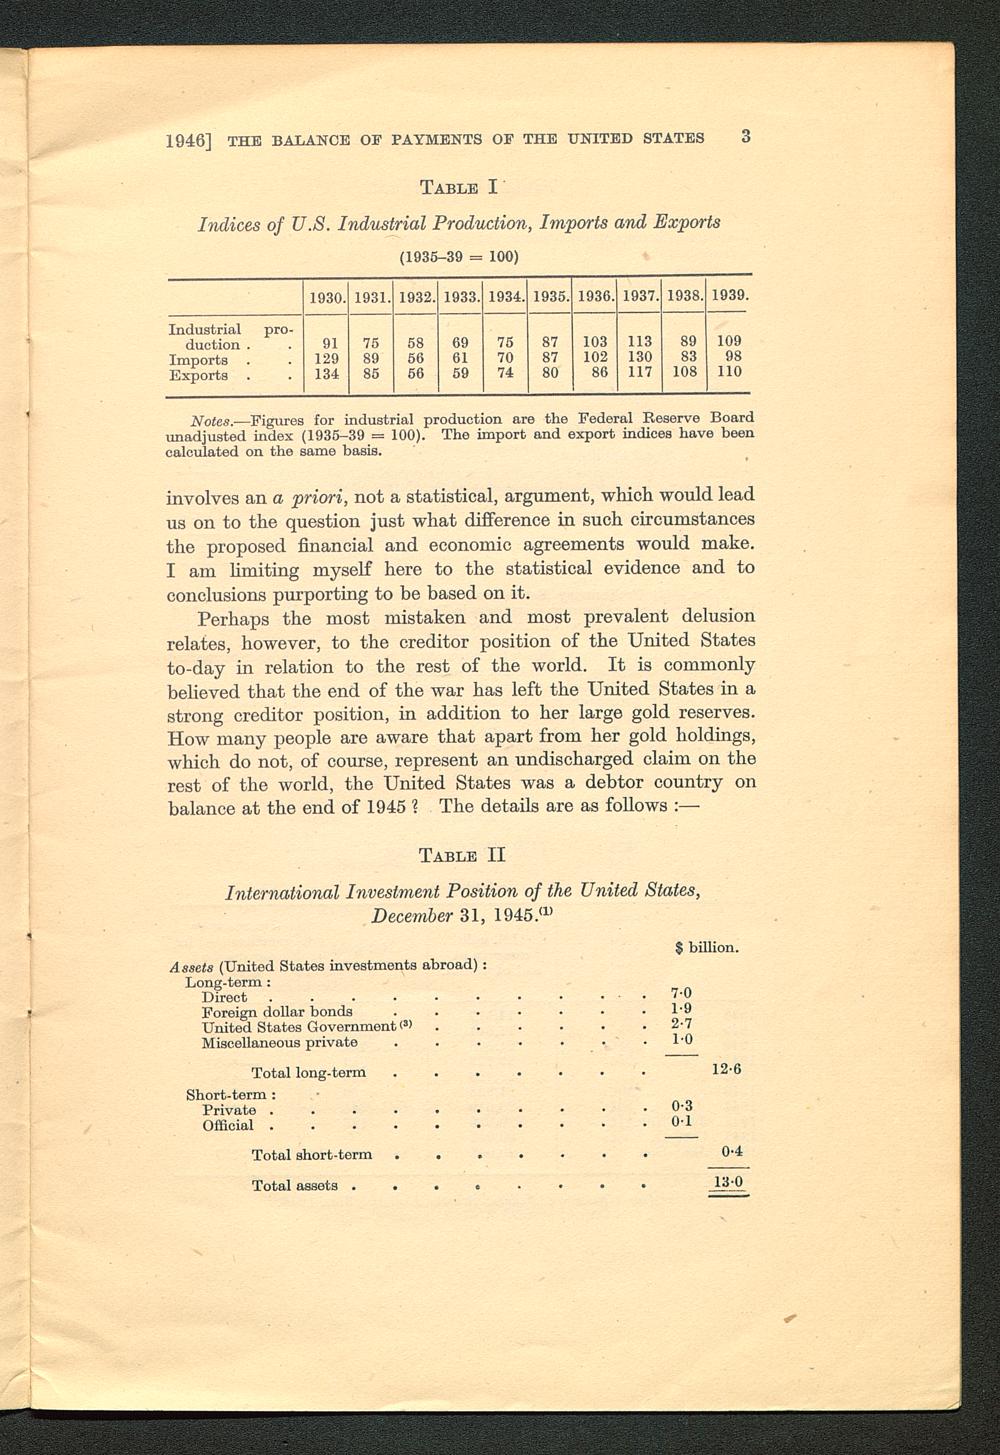 1946] THE BALANCE OF PAYMENTS OF THE UNITED STATES 3
TABLE I
Indices of U.S. Industrial Production, Imports and Exports
(1935–39 = 100)
1930. 1931. 1932. 1933. 1934. 1935. 1936. 1937. 1938. 1939.
Industrial pro-
duction . . 91 75 58 69 75 87 103 113 89 109
Imports . . 129 89 56 61 70 87 102 130 83 98
Exports . . 134 85 56 59 74 80 86 117 108 110
Notes.—Figures for industrial production are the Federal Reserve Board
unadjusted index (1935–39 = 100). The import and export indices have been
calculated on the same basis.
involves an a priori, not a statistical, argument, which would lead
us on to the question just what difference in such circumstances
the proposed financial and economic agreements would make.
I am limiting myself here to the statistical evidence and to
conclusions purporting to be based on it.
Perhaps the most mistaken and most prevalent delusion
relates, however, to the creditor position of the United States
to-day in relation to the rest of the world. It is commonly
believed that the end of the war has left the United States in a
strong creditor position, in addition to her large gold reserves.
How many people are aware that apart from her gold holdings,
which do not, of course, represent an undischarged claim on the
rest of the world, the United States was a debtor country on
balance at the end of 1945 ? The details are as follows :—
TABLE II
International Investment Position of the United States,
December 31, 1945.(1)
$ billion.
Assets (United States investments abroad) :
Long-term :
Direct . . . . . . . . . . 7·0
Foreign dollar bonds . . . . . . . 1·9
United States Government (3) . . . . . . 2·7
Miscellaneous private . . . . . . . 1·0
Total long-term . . . . . . . 12·6
Short-term :
Private . . . . . . . . . . 0·3
Official . . . . . . . . . . 0·1
Total short-term . . . . . . . 0·4
Total assets . . . . . . . . 13·0